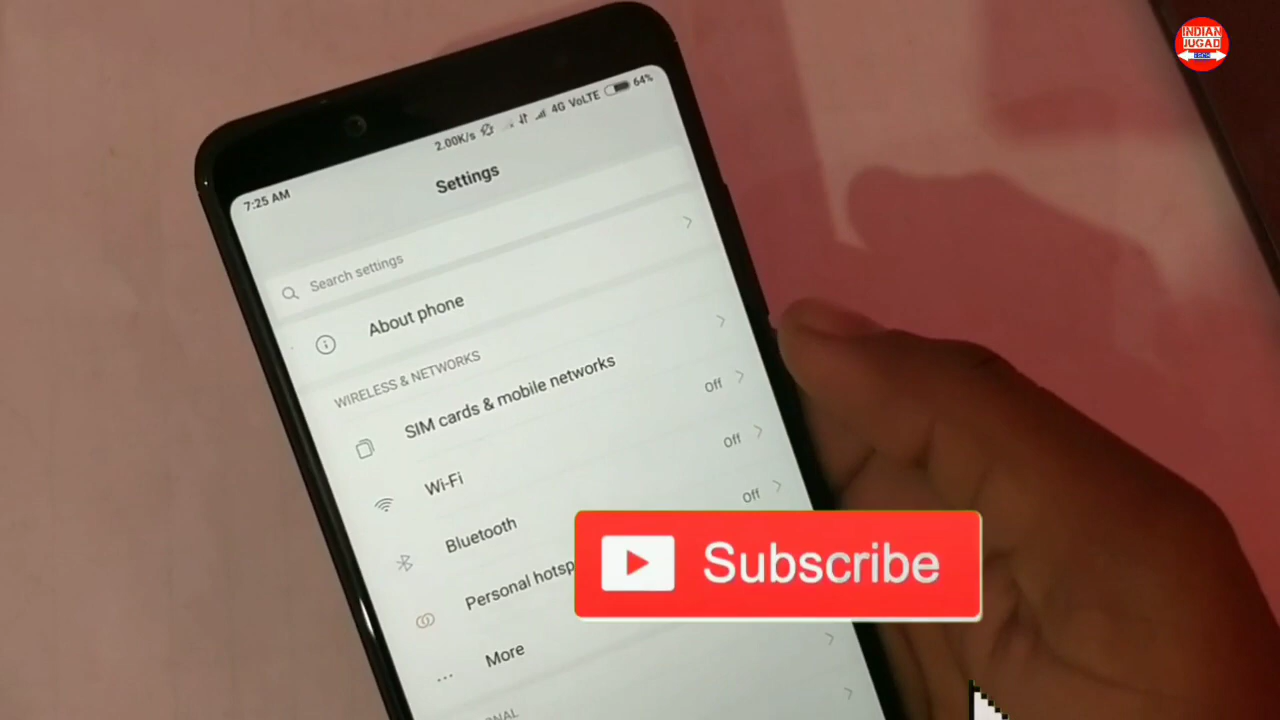 INDIAN
JUGAD
7:25 AM
2.00K/s
4G VoLTE
64%
Settings
Search settings
About phone
WIRELESS & NETWORKS
SIM cards & mobile networks
Wi-Fi
Off
Bluetooth
Off
Personal hotsp
Off
Subscribe
More